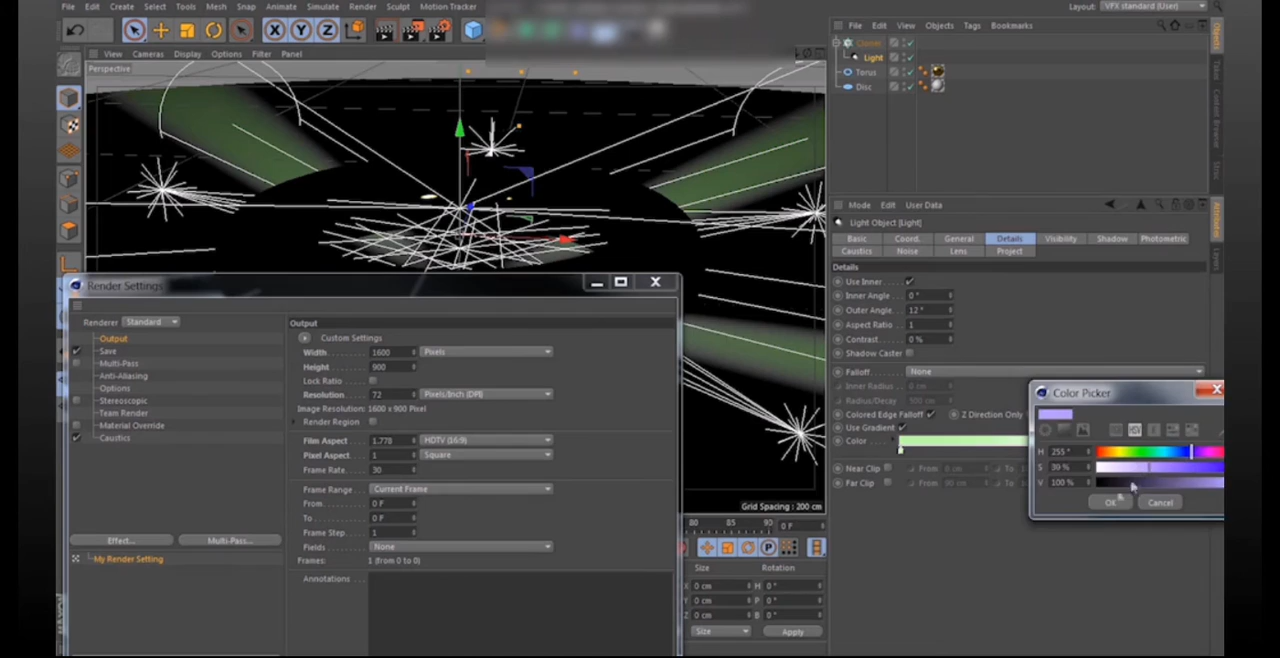 File Edit Create Select Tools Mesh Snap Animate Simulate Render Sculpt Motion Tracker
Layout: VFX standard (User)
File Edit View Objects Tags Bookmarks
X Y Z
View Cameras Display Options Filter Panel
Perspective
Light
Torus
Disc
Objects
Takes
Content Browser
Attributes
Layers
Mode Edit User Data
Light Object [Light]
Basic Coord. General Details Visibility Shadow Photometric
Caustics Noise Lens Project
Details
Use Inner
Inner Angle 0 °
Outer Angle 12 °
Aspect Ratio 1
Contrast 0 %
Shadow Caster
Falloff None
Inner Radius 0 cm
Radius/Decay 500 cm
Colored Edge Falloff Z Direction Only
Use Gradient
Color
Near Clip From 0 cm To
Far Clip From To
Color Picker
H 255 °
S 39 %
V 100 %
OK Cancel
Grid Spacing : 200 cm
80 85 90 0 F
P
Size Rotation
X 0 cm H 0 °
Y 0 cm P 0 °
Z 0 cm B 0 °
Size Apply
Render Settings
Renderer Standard
Output
Save
Multi-Pass
Anti-Aliasing
Options
Stereoscopic
Team Render
Material Override
Caustics
Effect... Multi-Pass...
My Render Setting
Output
Custom Settings
Width 1600 Pixels
Height 900
Lock Ratio
Resolution 72 Pixels/Inch (DPI)
Image Resolution: 1600 x 900 Pixel
Render Region
Film Aspect 1.778 HDTV (16:9)
Pixel Aspect 1 Square
Frame Rate 30
Frame Range Current Frame
From 0 F
To 0 F
Frame Step 1
Fields None
Frames: 1 (from 0 to 0)
Annotations